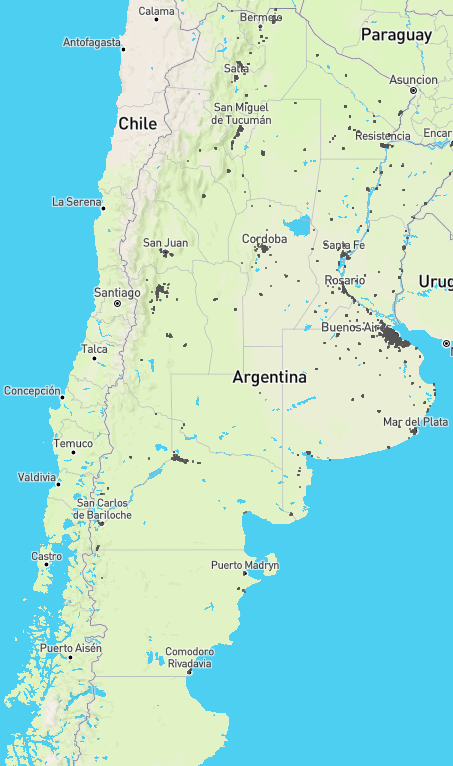 Calama
Bermejo
Paraguay
Antofagasta
Salta
Asuncion
San Miguel
de Tucumán
Chile
Resistencia
Encar
La Serena
San Juan
Cordoba
Santa Fe
Rosario
Urug
Santiago
Buenos Aires
Talca
Argentina
Concepción
Mar del Plata
Temuco
Valdivia
San Carlos
de Bariloche
Castro
Puerto Madryn
Puerto Aisén
Comodoro
Rivadavia